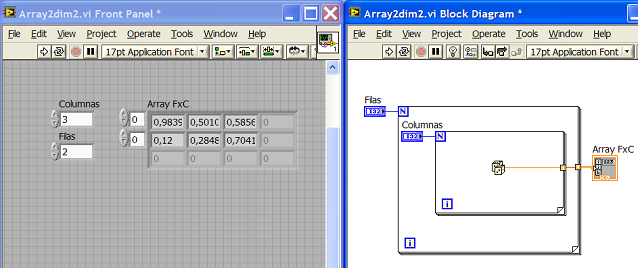 Array2dim2.vi Front Panel *
File Edit View Project Operate Tools Window Help
17pt Application Font
Columnas
3
Filas
2
Array FxC
0
0
0,9839 0,5010 0,5856 0
0,12 0,2848 0,7041 0
0 0 0 0
Array2dim2.vi Block Diagram *
File Edit View Project Operate Tools Window Help
17pt Application Font
Filas
I32
N
Columnas
I32
N
i
i
Array FxC
123